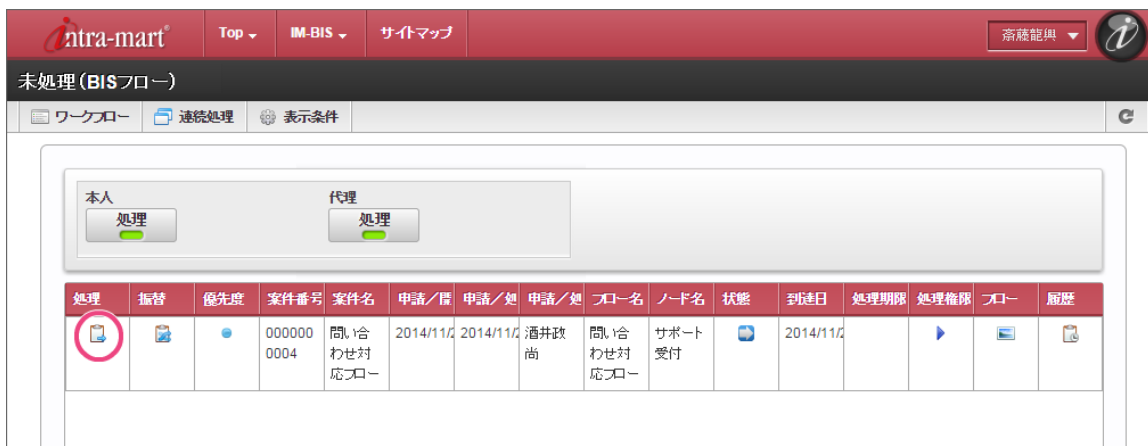 intra-mart®
Top
IM-BIS
サイトマップ
斎藤龍興
未処理(BISフロー)
ワークフロー
連続処理
表示条件
本人
代理
処理
処理
処理 振替 優先度 案件番号 案件名 申請/開 申請/処 申請/処 フロー名 ノード名 状態 到達日 処理期限 処理権限 フロー 履歴
000000 問い合 2014/11/2 2014/11/2 酒井政 問い合 サポート 2014/11/2
0004 わせ対 尚 わせ対 受付
応フロー 応フロー